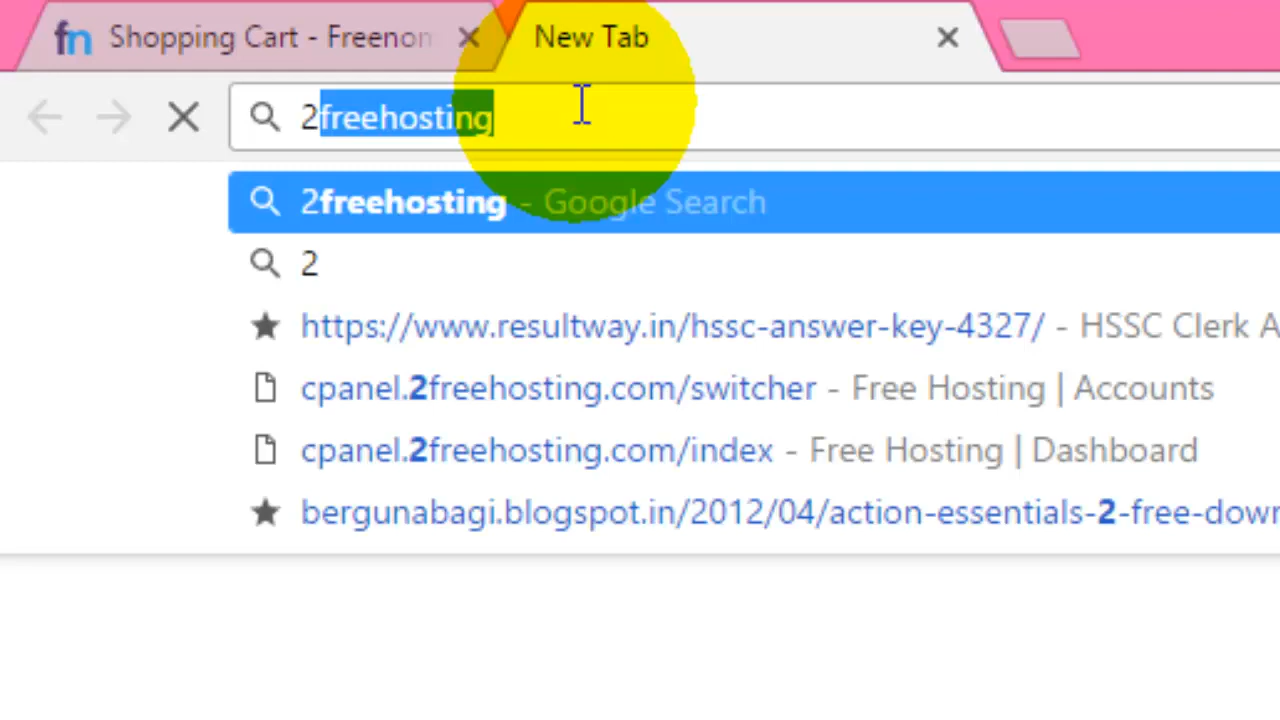 fn Shopping Cart - Freenom
New Tab
2freehosting
2freehosting - Google Search
2
https://www.resultway.in/hssc-answer-key-4327/ - HSSC Clerk A
cpanel.2freehosting.com/switcher - Free Hosting | Accounts
cpanel.2freehosting.com/index - Free Hosting | Dashboard
bergunabagi.blogspot.in/2012/04/action-essentials-2-free-down